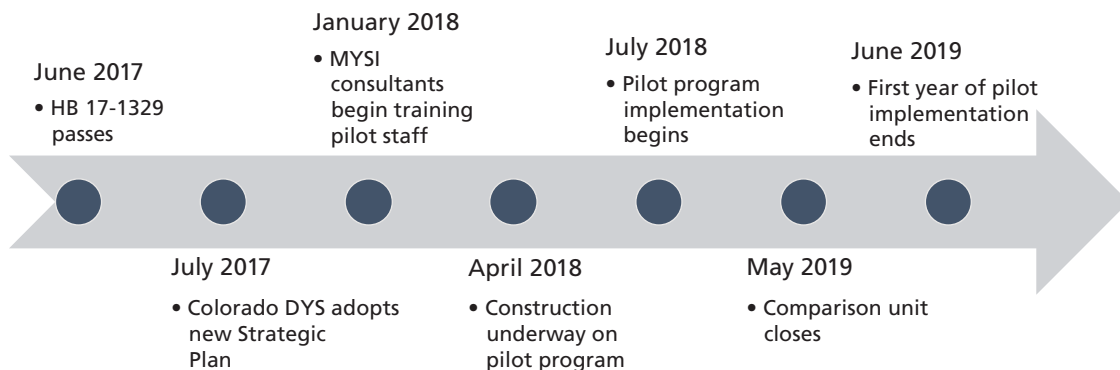 June 2017
• HB 17-1329
passes
July 2017
• Colorado DYS adopts
new Strategic
Plan
January 2018
• MYSI
consultants
begin training
pilot staff
April 2018
• Construction
underway on
pilot program
July 2018
• Pilot program
implementation
begins
May 2019
• Comparison unit
closes
June 2019
• First year of pilot
implementation
ends